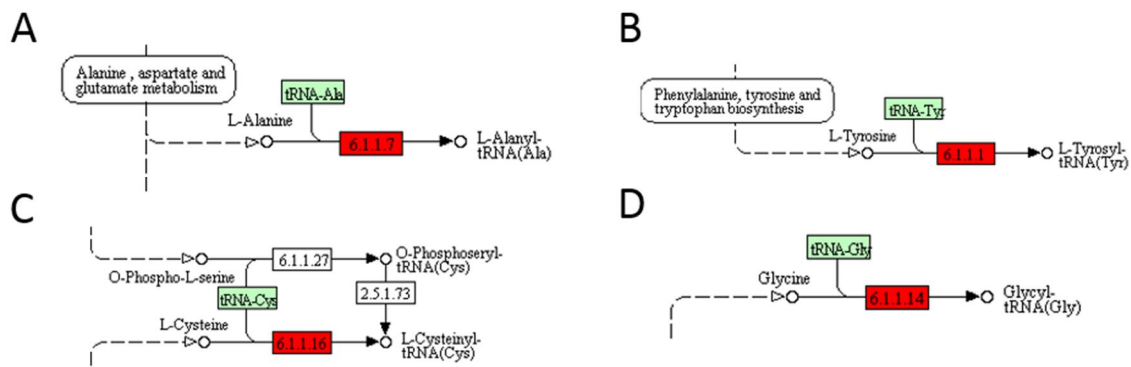 A
Alanine , aspartate and
glutamate metabolism
tRNA-Ala
L-Alanine
6.1.1.7
L-Alanyl-
tRNA(Ala)
B
Phenylalanine, tyrosine and
tryptophan biosynthesis
tRNA-Tyr
L-Tyrosine
6.1.1.1
L-Tyrosyl-
tRNA(Tyr)
C
6.1.1.27
O-Phosphoseryl-
tRNA(Cys)
O-Phospho-L-serine
tRNA-Cys
2.5.1.73
L-Cysteine
6.1.1.16
L-Cysteinyl-
tRNA(Cys)
D
tRNA-Gly
Glycine
6.1.1.14
Glycyl-
tRNA(Gly)